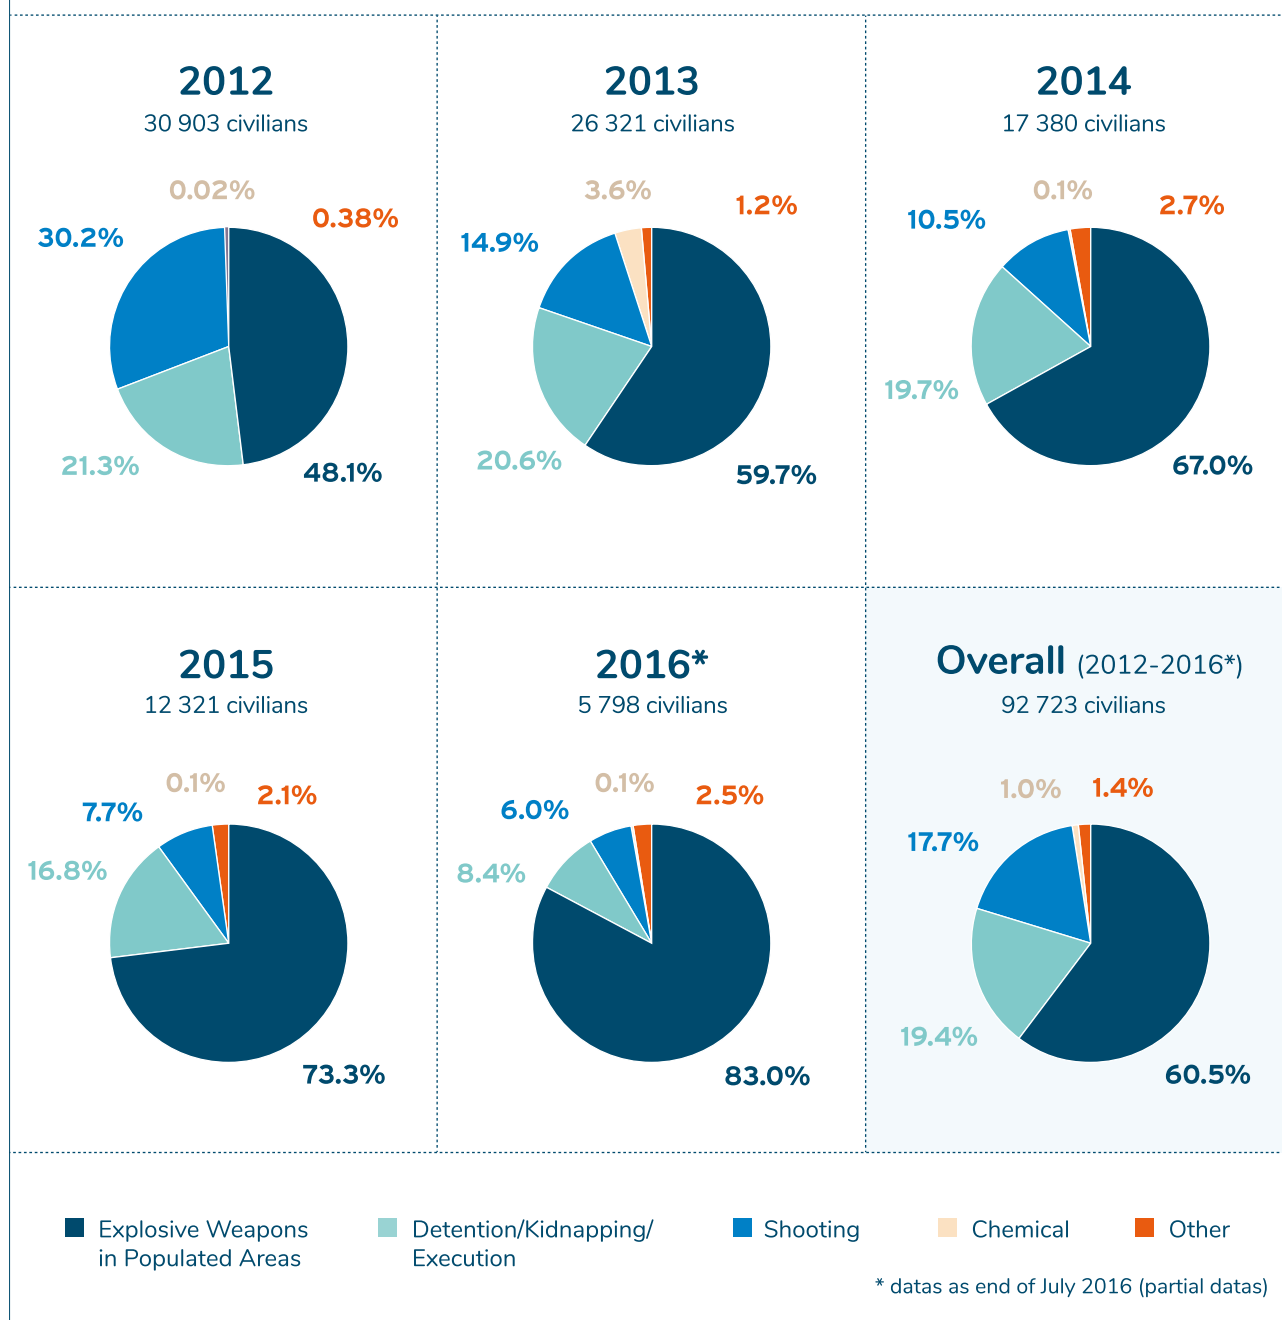 2012
30 903 civilians
0.02%
0.38%
30.2%
21.3%
48.1%
2013
26 321 civilians
3.6%
1.2%
14.9%
20.6%
59.7%
2014
17 380 civilians
0.1%
2.7%
10.5%
19.7%
67.0%
2015
12 321 civilians
0.1%
2.1%
7.7%
16.8%
73.3%
2016*
5 798 civilians
0.1%
2.5%
6.0%
8.4%
83.0%
Overall (2012-2016*)
92 723 civilians
1.0%
1.4%
17.7%
19.4%
60.5%
Explosive Weapons
in Populated Areas
Detention/Kidnapping/
Execution
Shooting
Chemical
Other
* datas as end of July 2016 (partial datas)